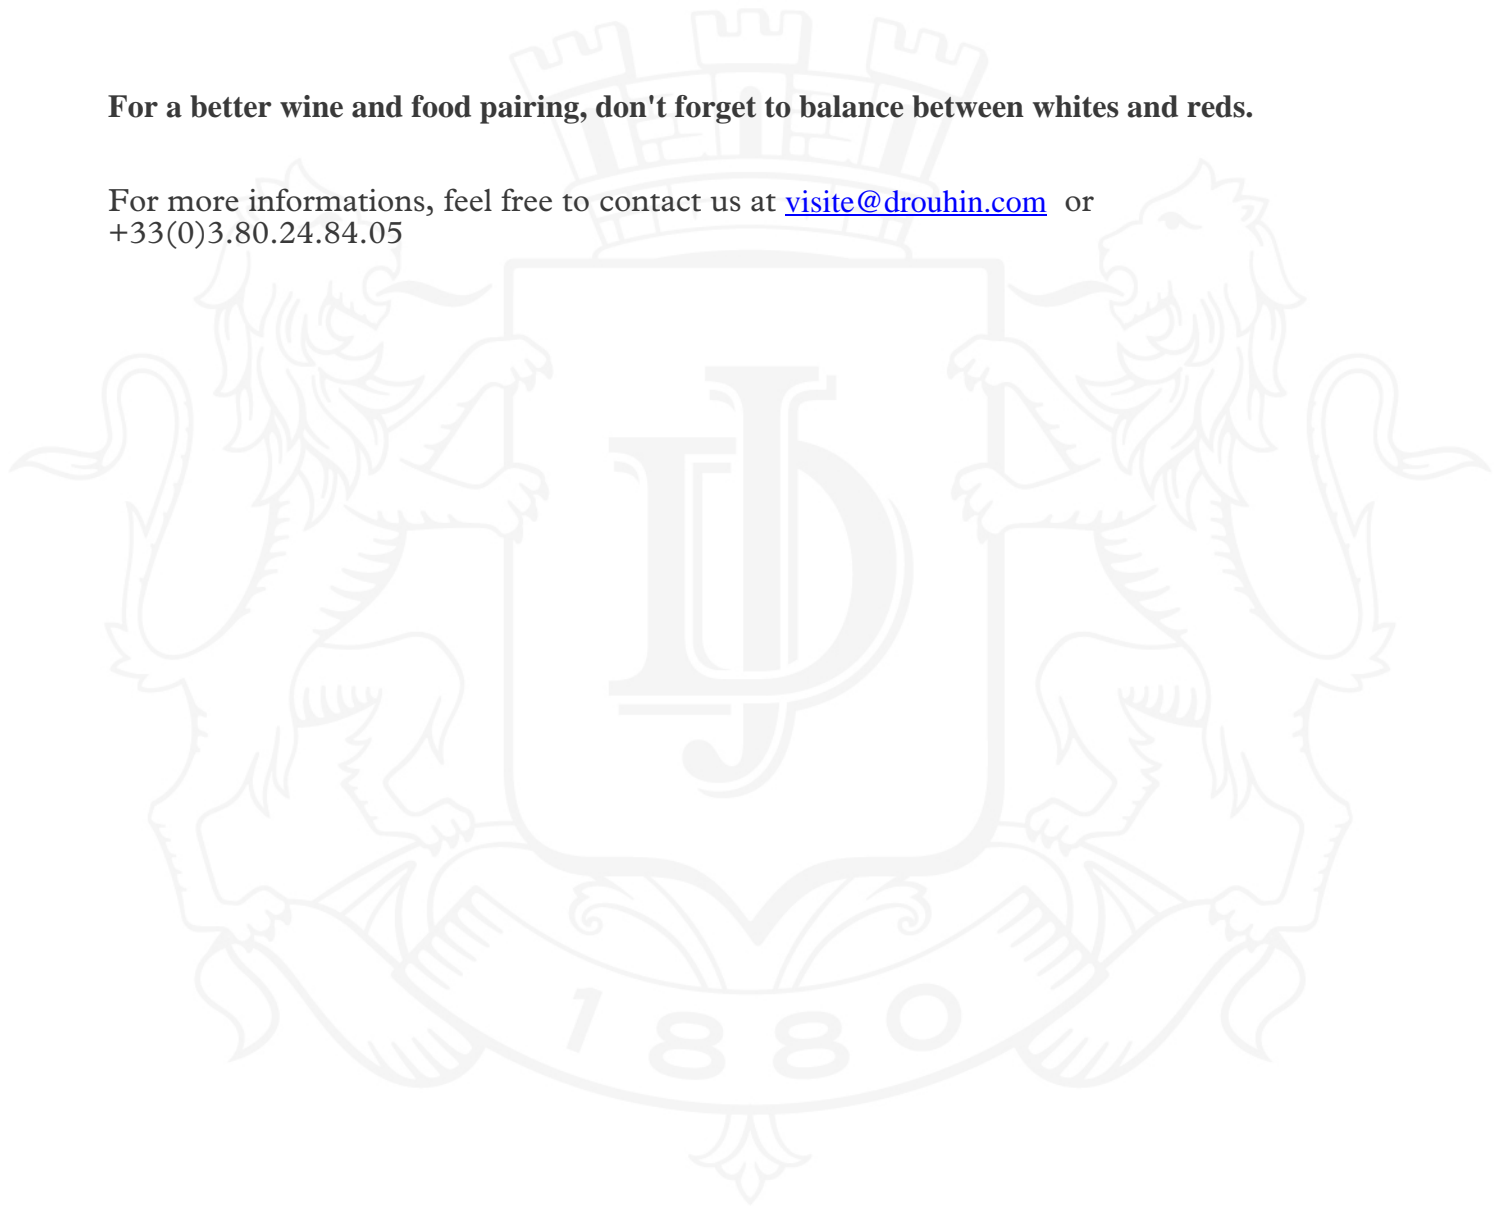 For a better wine and food pairing, don't forget to balance between whites and reds.
For more informations, feel free to contact us at visite@drouhin.com or
+33(0)3.80.24.84.05
JD
1880